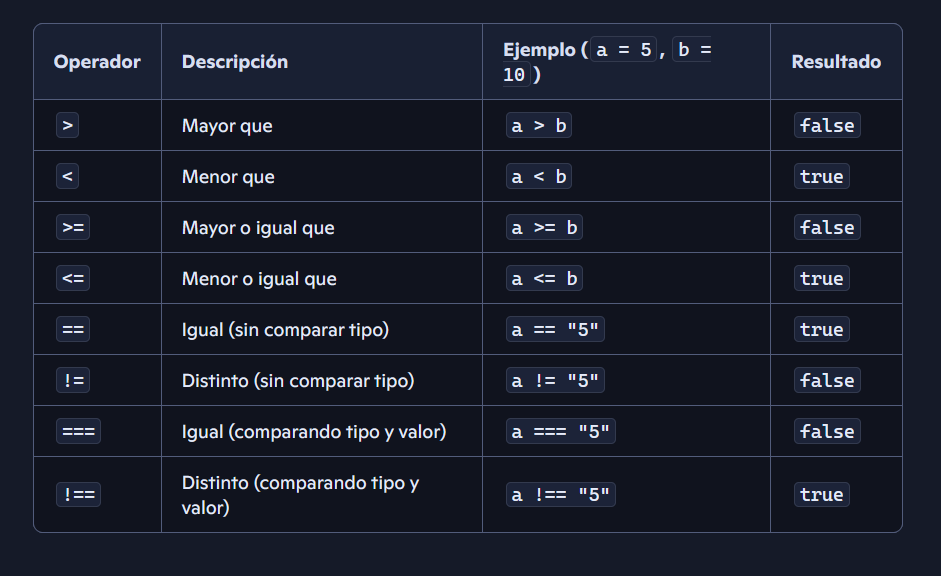 Operador Descripción Ejemplo ( a = 5 , b = Resultado
10 )
> Mayor que a > b false
< Menor que a < b true
>= Mayor o igual que a >= b false
<= Menor o igual que a <= b true
== Igual (sin comparar tipo) a == "5" true
!= Distinto (sin comparar tipo) a != "5" false
=== Igual (comparando tipo y valor) a === "5" false
!== Distinto (comparando tipo y a !== "5" true
valor)